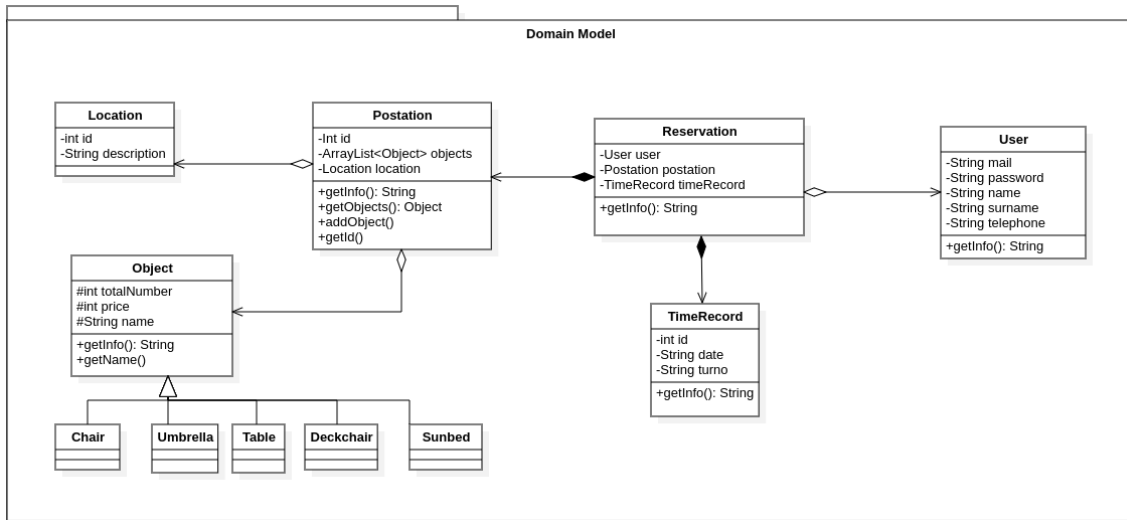 Domain Model
Location
-int id
-String description
Postation
-Int id
-ArrayList<Object> objects
-Location location
+getInfo(): String
+getObjects(): Object
+addObject()
+getId()
Reservation
-User user
-Postation postation
-TimeRecord timeRecord
+getInfo(): String
User
-String mail
-String password
-String name
-String surname
-String telephone
+getInfo(): String
Object
#int totalNumber
#int price
#String name
+getInfo(): String
+getName()
TimeRecord
-int id
-String date
-String turno
+getInfo(): String
Chair
Umbrella
Table
Deckchair
Sunbed